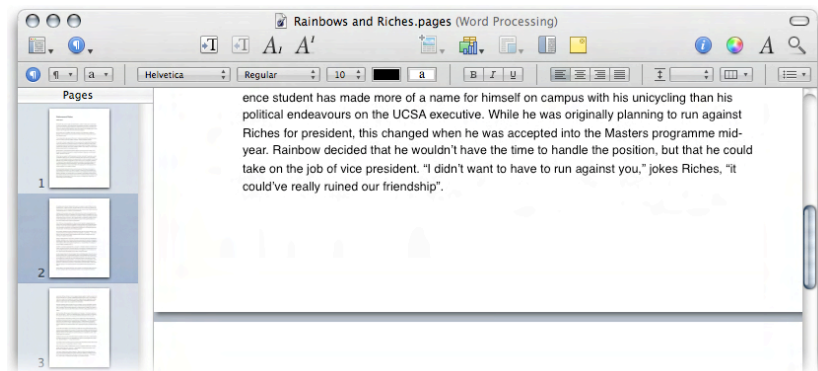 Rainbows and Riches.pages (Word Processing)
Helvetica Regular 10 a B I U
Pages
ence student has made more of a name for himself on campus with his unicycling than his
political endeavours on the UCSA executive. While he was originally planning to run against
Riches for president, this changed when he was accepted into the Masters programme mid-
year. Rainbow decided that he wouldn't have the time to handle the position, but that he could
take on the job of vice president. “I didn't want to have to run against you,” jokes Riches, “it
could've really ruined our friendship”.
1
2
3